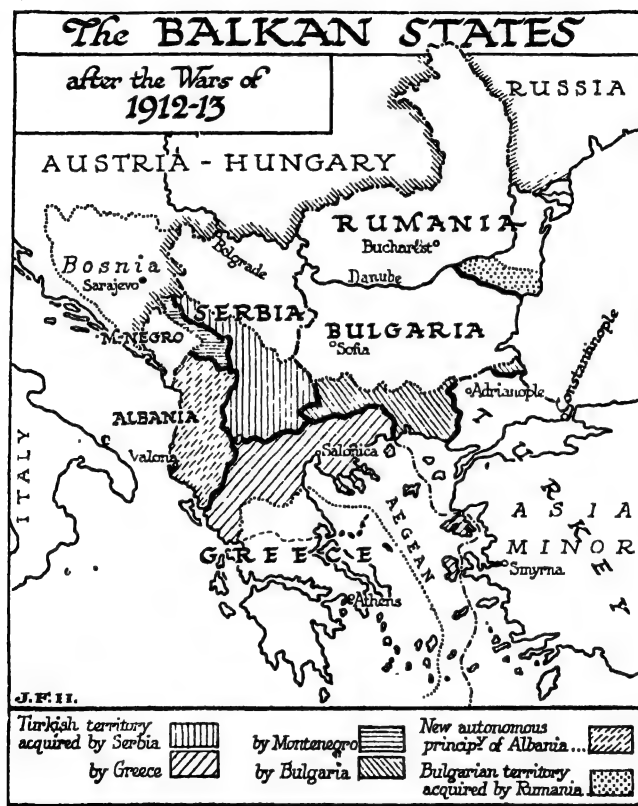 The BALKAN STATES
after the Wars of
1912-13
RUSSIA
AUSTRIA - HUNGARY
RUMANIA
Bucharest
Belgrade
Bosnia
Sarajevo
Danube
SERBIA
BULGARIA
Sofia
M-NEGRO
Constantinople
Adrianople
ALBANIA
Valona
Salonica
TURKEY
ITALY
AEGEAN
ASIA
MINOR
GREECE
Smyrna
Athens
J.F.H.
Turkish territory
acquired by Serbia
by Greece
by Montenegro
by Bulgaria
New autonomous
principy of Albania...
Bulgarian territory
acquired by Rumania..